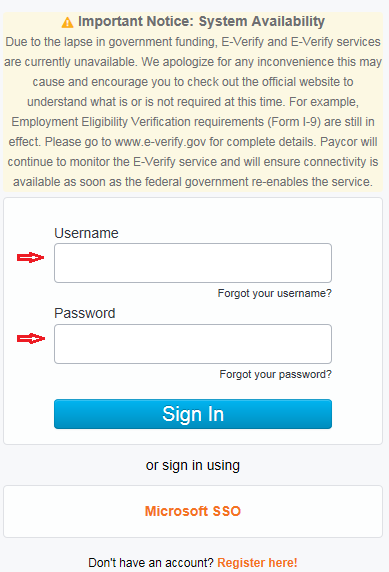 Important Notice: System Availability
Due to the lapse in government funding, E-Verify and E-Verify services
are currently unavailable. We apologize for any inconvenience this may
cause and encourage you to check out the official website to
understand what is or is not required at this time. For example,
Employment Eligibility Verification requirements (Form I-9) are still in
effect. Please go to www.e-verify.gov for complete details. Paycor will
continue to monitor the E-Verify service and will ensure connectivity is
available as soon as the federal government re-enables the service.
Username
Forgot your username?
Password
Forgot your password?
Sign In
or sign in using
Microsoft SSO
Don't have an account? Register here!